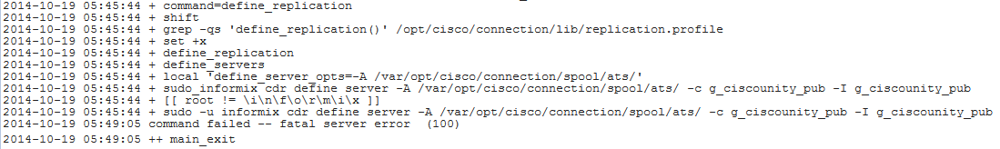 2014-10-19 05:45:44 + command=define_replication
2014-10-19 05:45:44 + shift
2014-10-19 05:45:44 + grep -qs 'define_replication()' /opt/cisco/connection/lib/replication.profile
2014-10-19 05:45:44 + set +x
2014-10-19 05:45:44 + define_replication
2014-10-19 05:45:44 + define_servers
2014-10-19 05:45:44 + local 'define_server_opts=-A /var/opt/cisco/connection/spool/ats/'
2014-10-19 05:45:44 + sudo_informix cdr define server -A /var/opt/cisco/connection/spool/ats/ -c g_ciscounity_pub -I g_ciscounity_pub
2014-10-19 05:45:44 + [[ root != \i\n\f\o\r\m\i\x ]]
2014-10-19 05:45:44 + sudo -u informix cdr define server -A /var/opt/cisco/connection/spool/ats/ -c g_ciscounity_pub -I g_ciscounity_pub
2014-10-19 05:49:05 command failed -- fatal server error  (100)
2014-10-19 05:49:05 ++ main_exit